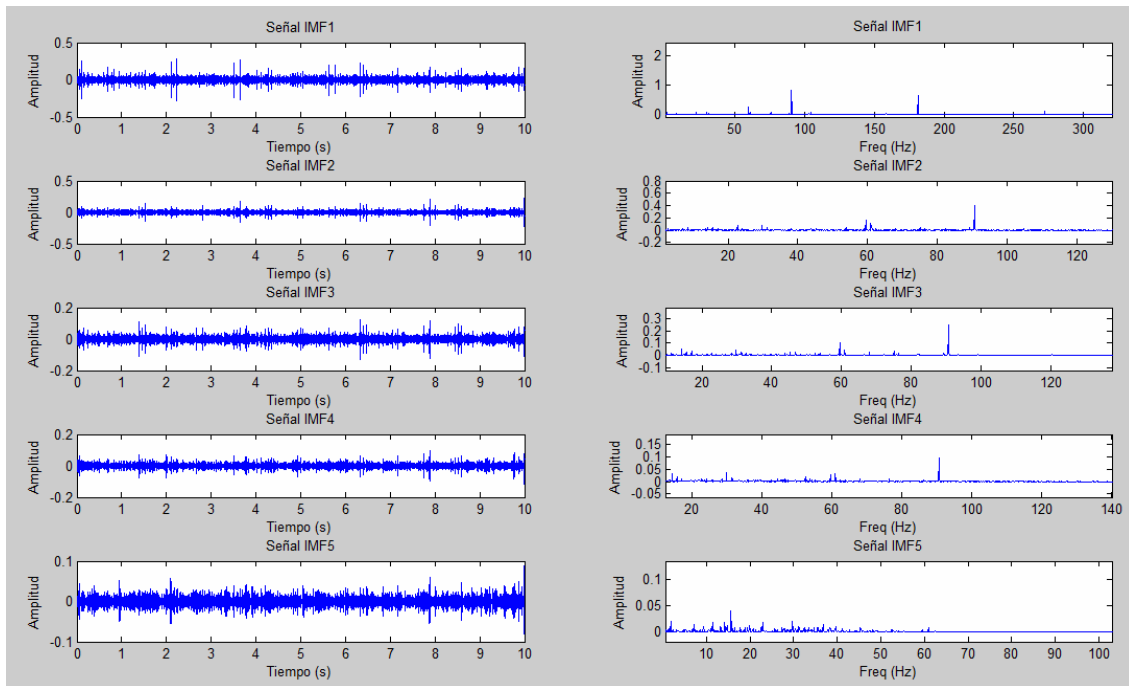 Señal IMF1
Amplitud
0.5
0
-0.5
0 1 2 3 4 5 6 7 8 9 10
Tiempo (s)
Señal IMF1
Amplitud
2
1
0
50 100 150 200 250 300
Freq (Hz)
Señal IMF2
Amplitud
0.5
0
-0.5
0 1 2 3 4 5 6 7 8 9 10
Tiempo (s)
Señal IMF2
Amplitud
0.8
0.6
0.4
0.2
0
-0.2
20 40 60 80 100 120
Freq (Hz)
Señal IMF3
Amplitud
0.2
0
-0.2
0 1 2 3 4 5 6 7 8 9 10
Tiempo (s)
Señal IMF3
Amplitud
0.3
0.2
0.1
0
-0.1
20 40 60 80 100 120
Freq (Hz)
Señal IMF4
Amplitud
0.2
0
-0.2
0 1 2 3 4 5 6 7 8 9 10
Tiempo (s)
Señal IMF4
Amplitud
0.15
0.1
0.05
0
-0.05
20 40 60 80 100 120 140
Freq (Hz)
Señal IMF5
Amplitud
0.1
0
-0.1
0 1 2 3 4 5 6 7 8 9 10
Tiempo (s)
Señal IMF5
Amplitud
0.1
0.05
0
10 20 30 40 50 60 70 80 90 100
Freq (Hz)